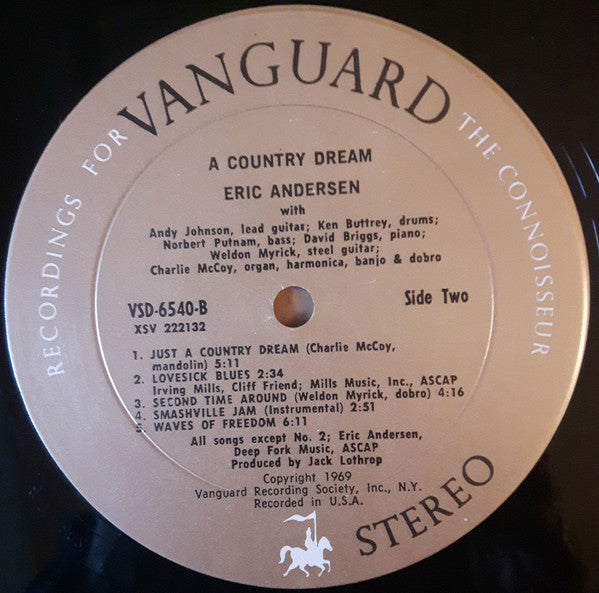 RECORDINGS FOR VANGUARD THE CONNOISSEUR
A COUNTRY DREAM
ERIC ANDERSEN
with
Andy Johnson, lead guitar; Ken Buttrey, drums;
Norbert Putnam, bass; David Briggs, piano;
Weldon Myrick, steel guitar;
Charlie McCoy, organ, harmonica, banjo & dobro
VSD-6540-B
Side Two
XSV 222132
1. JUST A COUNTRY DREAM (Charlie McCoy,
mandolin) 5:11
2. LOVESICK BLUES 2:34
Irving Mills, Cliff Friend; Mills Music, Inc., ASCAP
3. SECOND TIME AROUND (Weldon Myrick, dobro) 4:16
4. SMASHVILLE JAM (Instrumental) 2:51
5. WAVES OF FREEDOM 6:11
All songs except No. 2; Eric Andersen,
Deep Fork Music, ASCAP
Produced by Jack Lothrop
Copyright 1969
Vanguard Recording Society, Inc., N.Y.
Recorded in U.S.A.
STEREO